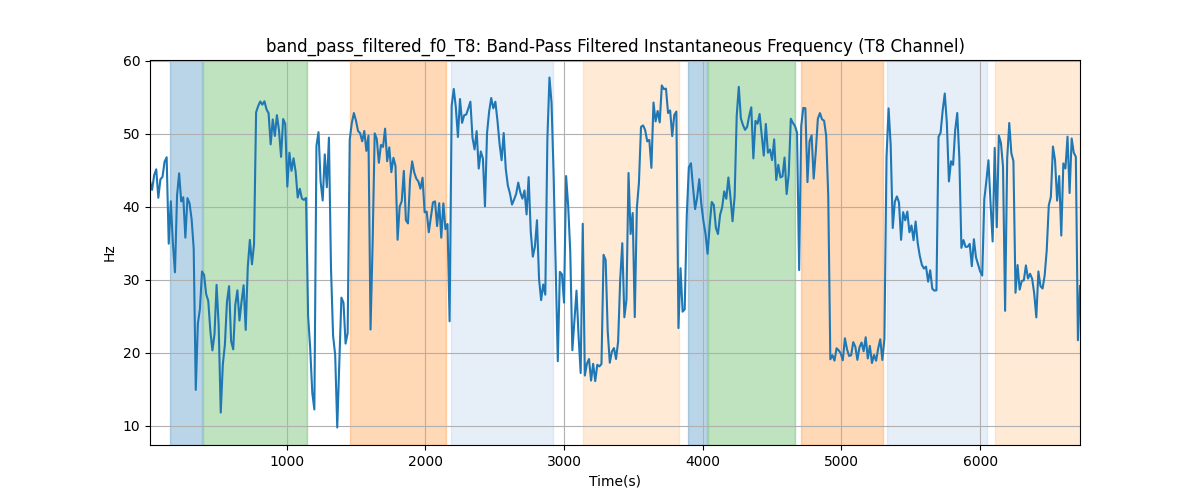 band_pass_filtered_f0_T8: Band-Pass Filtered Instantaneous Frequency (T8 Channel)
60
50
40
30
20
10
Hz
1000 2000 3000 4000 5000 6000
Time(s)